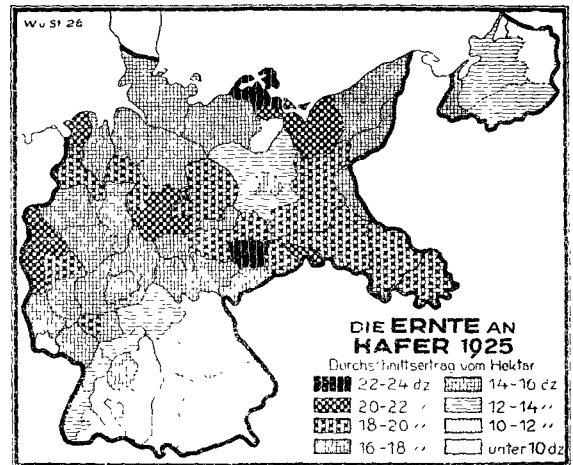 W u St 26
DIE ERNTE AN
HAFER 1925
Durchschnittsertrag vom Hektar
22-24 dz 14-16 dz
20-22 〃 12-14 〃
18-20 〃 10-12 〃
16-18 〃 unter 10 dz